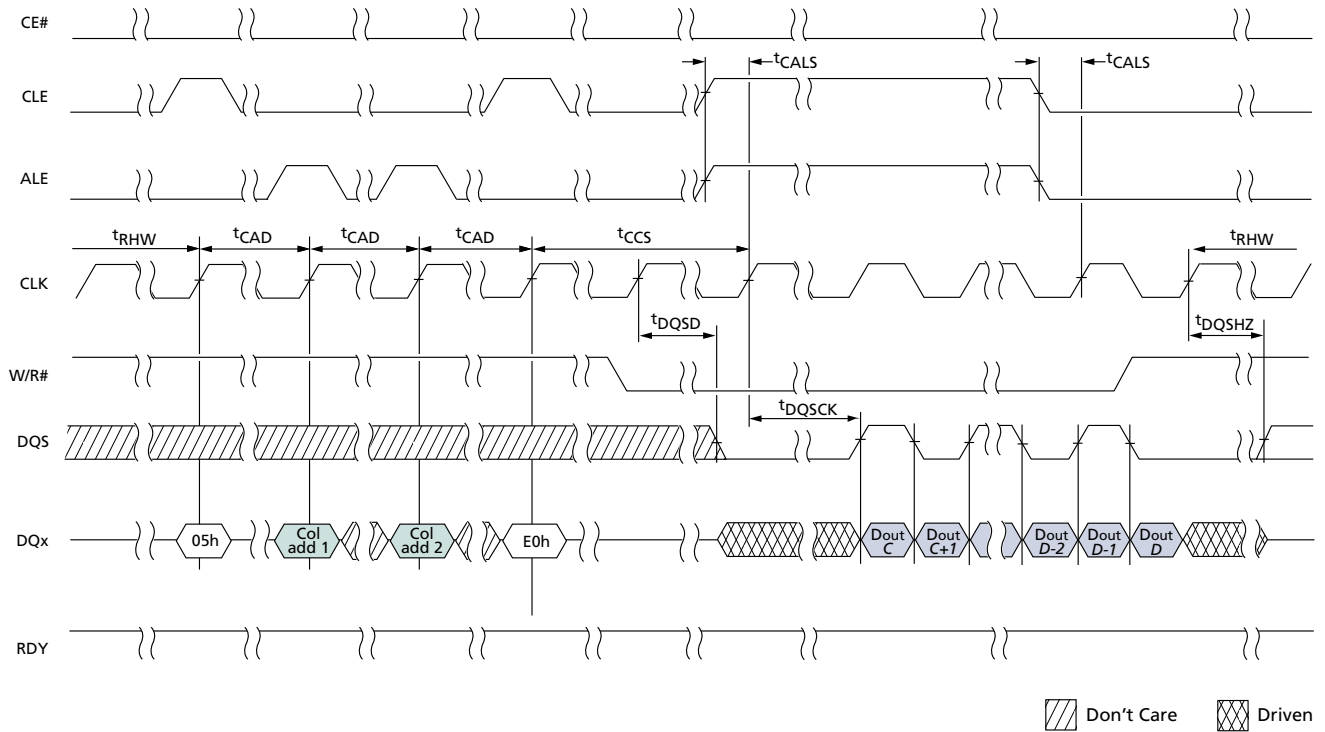 CE#
tCALS
tCALS
CLE
ALE
tRHW
tCAD
tCAD
tCAD
tCCS
tRHW
CLK
tDQSD
tDQSHZ
W/R#
tDQSCK
DQS
DQx
05h
Col
add 1
Col
add 2
E0h
Dout
C
Dout
C+1
Dout
D-2
Dout
D-1
Dout
D
RDY
Don't Care
Driven